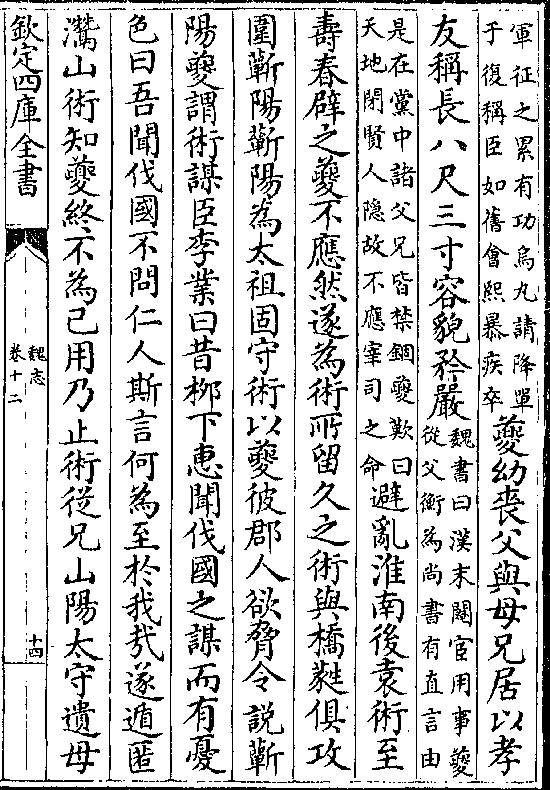 軍征之累有功烏丸請降單
于復稱臣如舊會熙暴疾卒
夔幼喪父與母兄居以孝
友稱長八尺三寸容貌矜嚴
魏書曰漢末閹宦用事夔
從父衡為尚書有直言由
是在黨中諸父兄皆禁錮夔歎曰
天地閉賢人隱故不應宰司之命
避亂淮南後袁術至
壽春辟之夔不應然遂為術所留久之術與橋蕤俱攻
圍蘄陽蘄陽為太祖固守術以夔彼郡人欲脅令說蘄
陽夔謂術謀臣李業曰昔柳下惠聞伐國之謀而有憂
色曰吾聞伐國不問仁人斯言何為至於我哉遂遁匿
灊山術知夔終不為己用乃止術從兄山陽太守遺母
欽定四庫全書
魏志
卷十二
十四